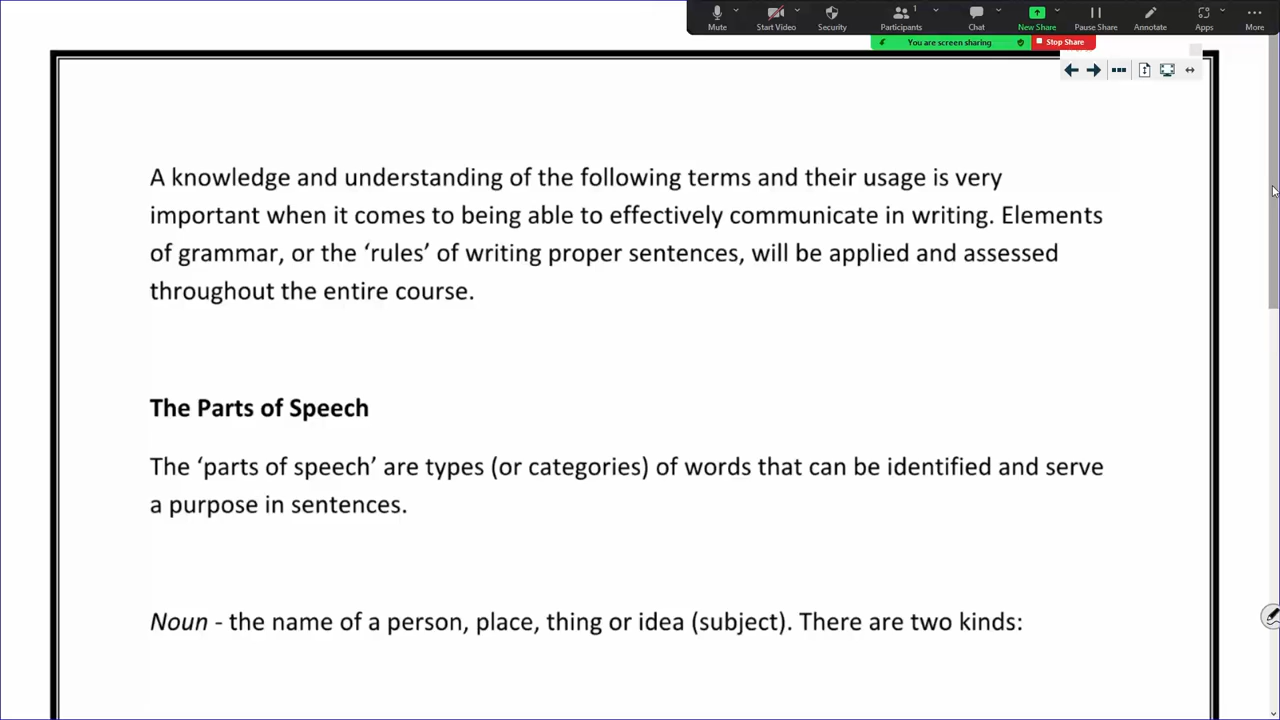 Mute Start Video Security Participants 1 Chat New Share Pause Share Annotate Apps More
You are screen sharing Stop Share
A knowledge and understanding of the following terms and their usage is very
important when it comes to being able to effectively communicate in writing. Elements
of grammar, or the ‘rules’ of writing proper sentences, will be applied and assessed
throughout the entire course.
The Parts of Speech
The ‘parts of speech’ are types (or categories) of words that can be identified and serve
a purpose in sentences.
Noun - the name of a person, place, thing or idea (subject). There are two kinds: